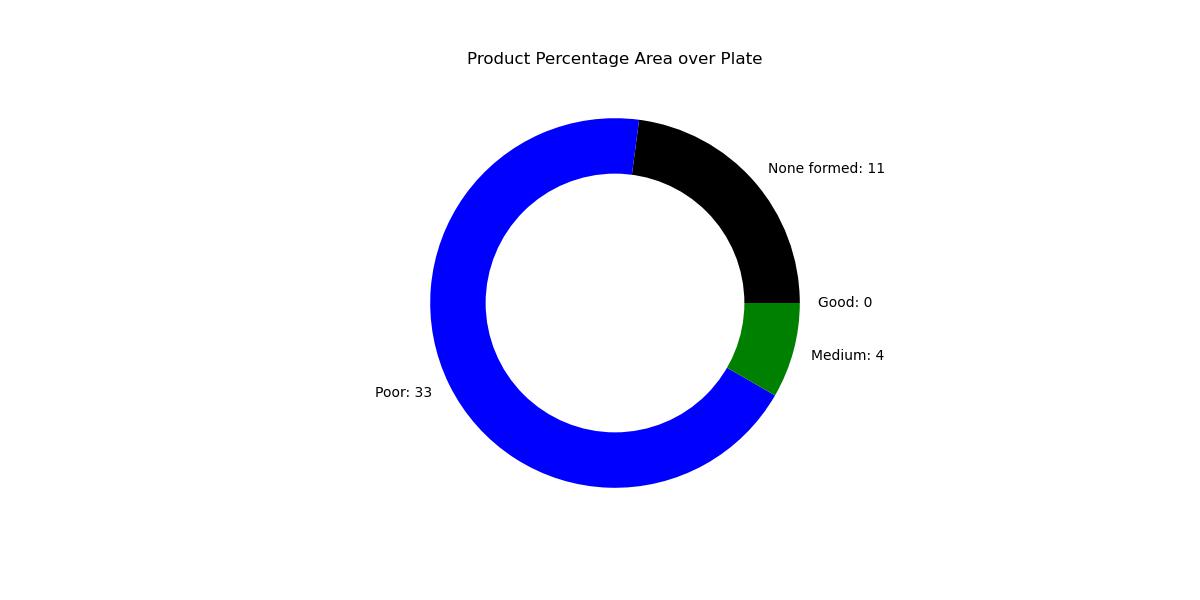 Product Percentage Area over Plate
None formed: 11
Good: 0
Medium: 4
Poor: 33